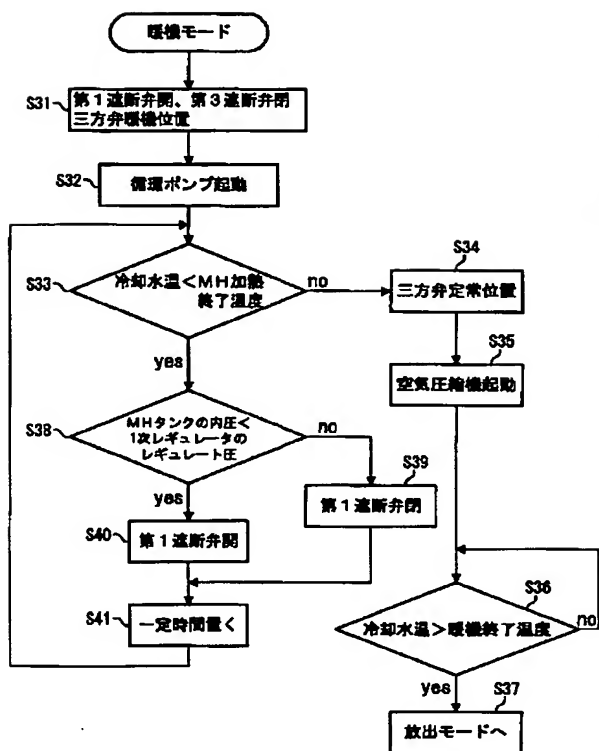 暖機モード
S31
第1遮断弁開、第3遮断弁閉
三方弁暖機位置
S32
循環ポンプ起動
S33
冷却水温<MH加熱
終了温度
no
yes
S34
三方弁定常位置
S35
空気圧縮機起動
S38
MHタンクの内圧<
1次レギュレータの
レギュレート圧
no
yes
S39
第1遮断弁閉
S40
第1遮断弁開
S41
一定時間置く
S36
冷却水温>暖機終了温度
no
yes
S37
放出モードへ